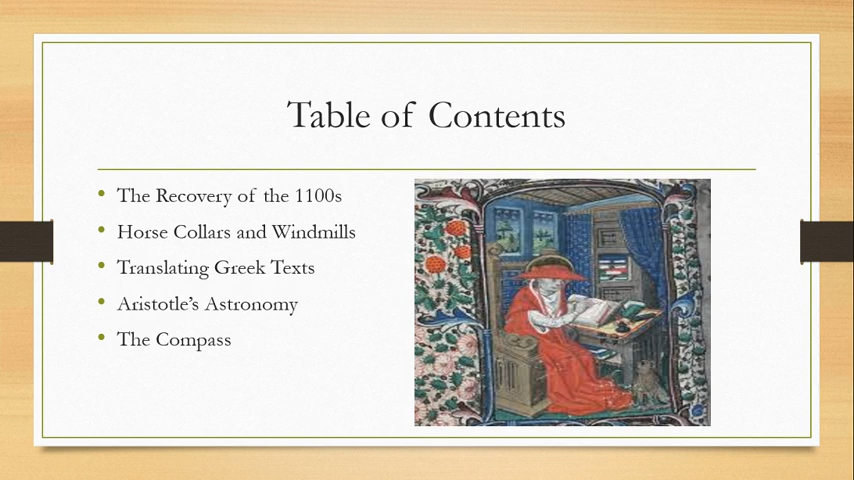 Table of Contents
• The Recovery of the 1100s
• Horse Collars and Windmills
• Translating Greek Texts
• Aristotle’s Astronomy
• The Compass